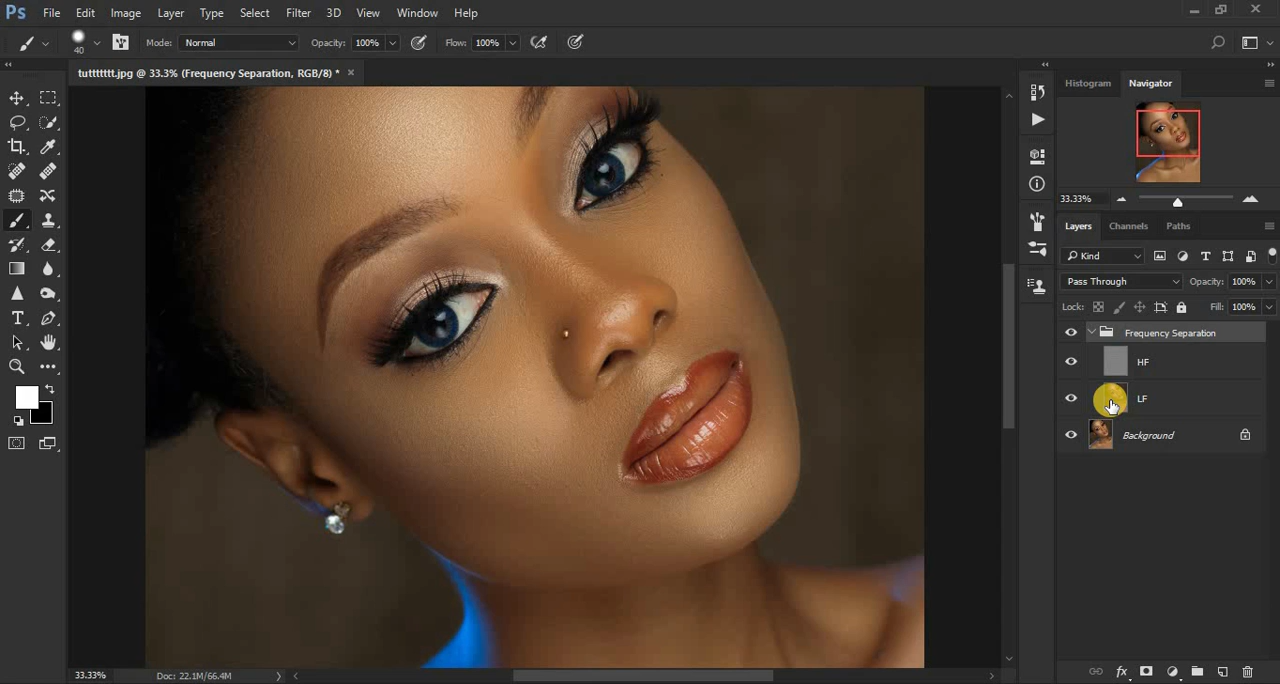 Ps File Edit Image Layer Type Select Filter 3D View Window Help
40 Mode: Normal Opacity: 100% Flow: 100%
tuttttttt.jpg @ 33.3% (Frequency Separation, RGB/8) * ×
Histogram Navigator
33.33%
Layers Channels Paths
Kind
Pass Through Opacity: 100%
Lock: Fill: 100%
Frequency Separation
HF
LF
Background
33.33% Doc: 22.1M/66.4M